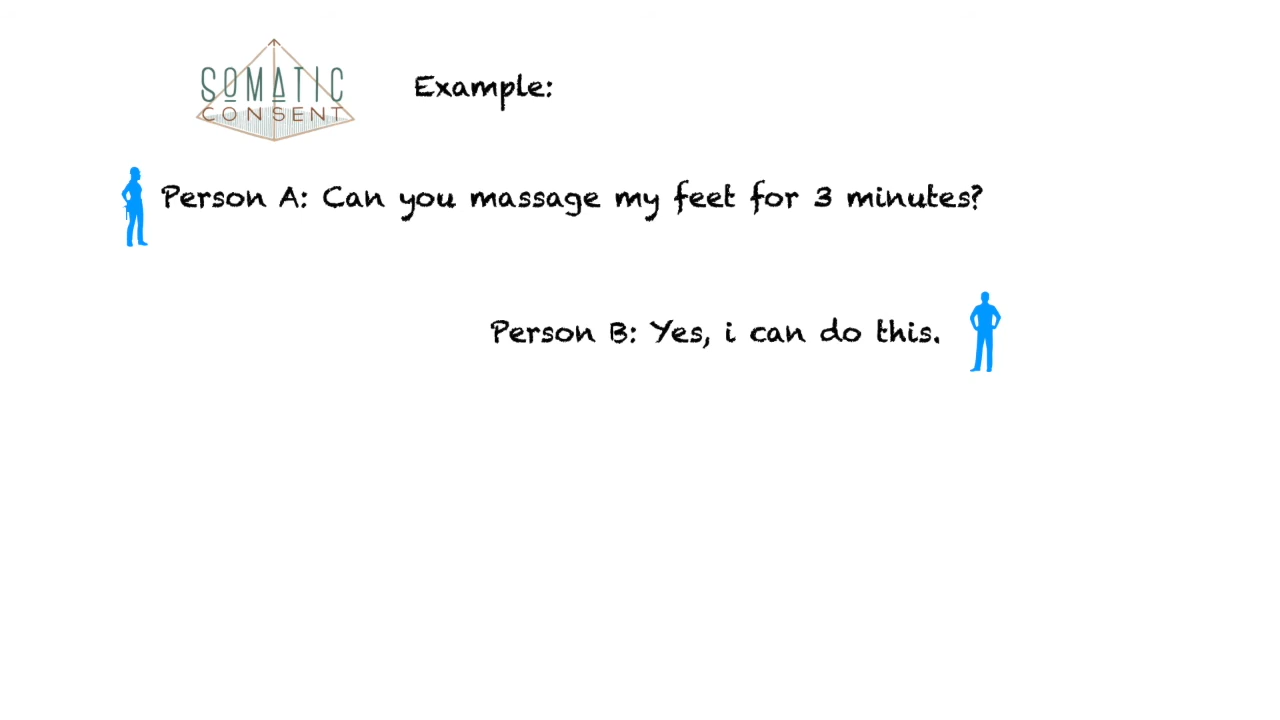 SOMATIC
CONSENT
Example:
Person A: Can you massage my feet for 3 minutes?
Person B: Yes, i can do this.